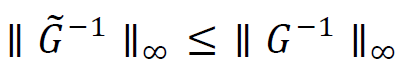 ‖ G̃⁻¹ ‖∞ ≤ ‖ G⁻¹ ‖∞